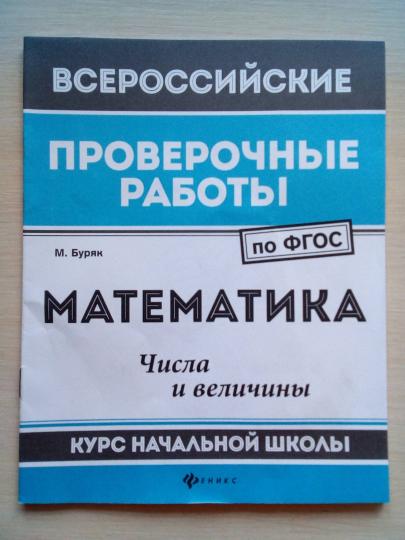 ВСЕРОССИЙСКИЕ
ПРОВЕРОЧНЫЕ
РАБОТЫ
по ФГОС
М. Буряк
МАТЕМАТИКА
Числа
и величины
КУРС НАЧАЛЬНОЙ ШКОЛЫ
ФЕНИКС